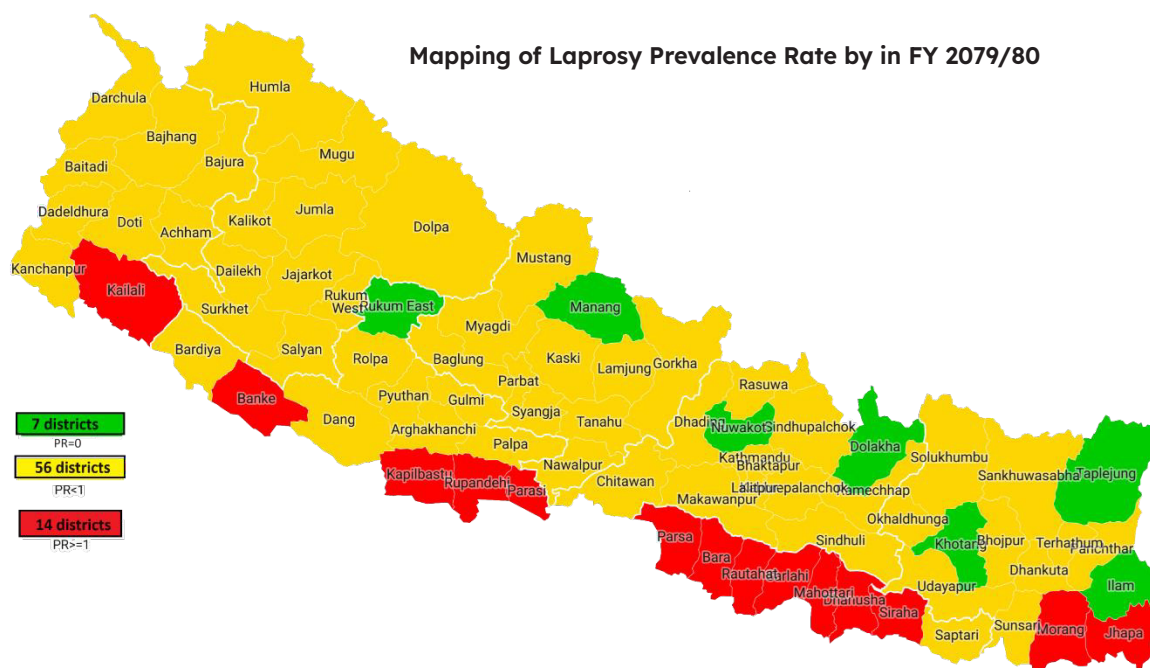 Mapping of Laprosy Prevalence Rate by in FY 2079/80
Humla
Darchula
Bajhang
Mugu
Bajura
Baitadi
Dadeldhura
Doti
Achham
Kalikot
Jumla
Dolpa
Mustang
Kanchanpur
Kailali
Dailekh
Jajarkot
Rukum
West
Rukum East
Manang
Surkhet
Myagdi
Bardiya
Salyan
Rolpa
Baglung
Kaski
Lamjung
Gorkha
Parbat
Rasuwa
Banke
Pyuthan
Gulmi
Syangja
Tanahu
Dhading
Nuwakot
Sindhupalchok
Dang
Arghakhanchi
Palpa
Dolakha
Solukhumbu
Kathmandu
Bhaktapur
Sankhuwasabha
Taplejung
Nawalpur
Kapilbastu
Rupandehi
Parasi
Chitawan
Makawanpur
Ramechhap
Okhaldhunga
Parsa
Bara
Sindhuli
Khotang
Bhojpur
Terhathum
Panchthar
Rautahat
Sarlahi
Mahottari
Dhanusha
Siraha
Udayapur
Dhankuta
Ilam
Saptari
Sunsari
Morang
Jhapa
7 districts
PR=0
56 districts
PR<1
14 districts
PR>=1